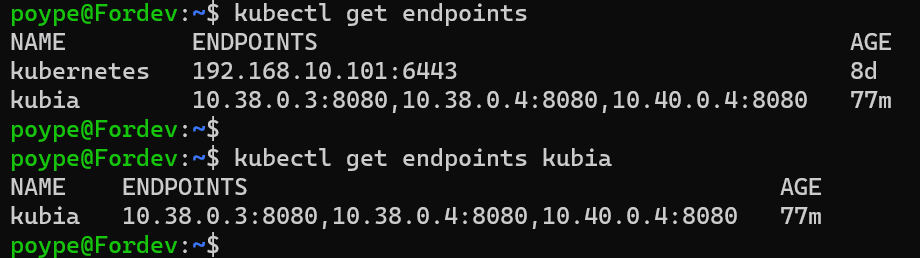 poype@Fordev:~$ kubectl get endpoints
NAME         ENDPOINTS                                         AGE
kubernetes   192.168.10.101:6443                               8d
kubia        10.38.0.3:8080,10.38.0.4:8080,10.40.0.4:8080   77m
poype@Fordev:~$
poype@Fordev:~$ kubectl get endpoints kubia
NAME    ENDPOINTS                                         AGE
kubia   10.38.0.3:8080,10.38.0.4:8080,10.40.0.4:8080   77m
poype@Fordev:~$